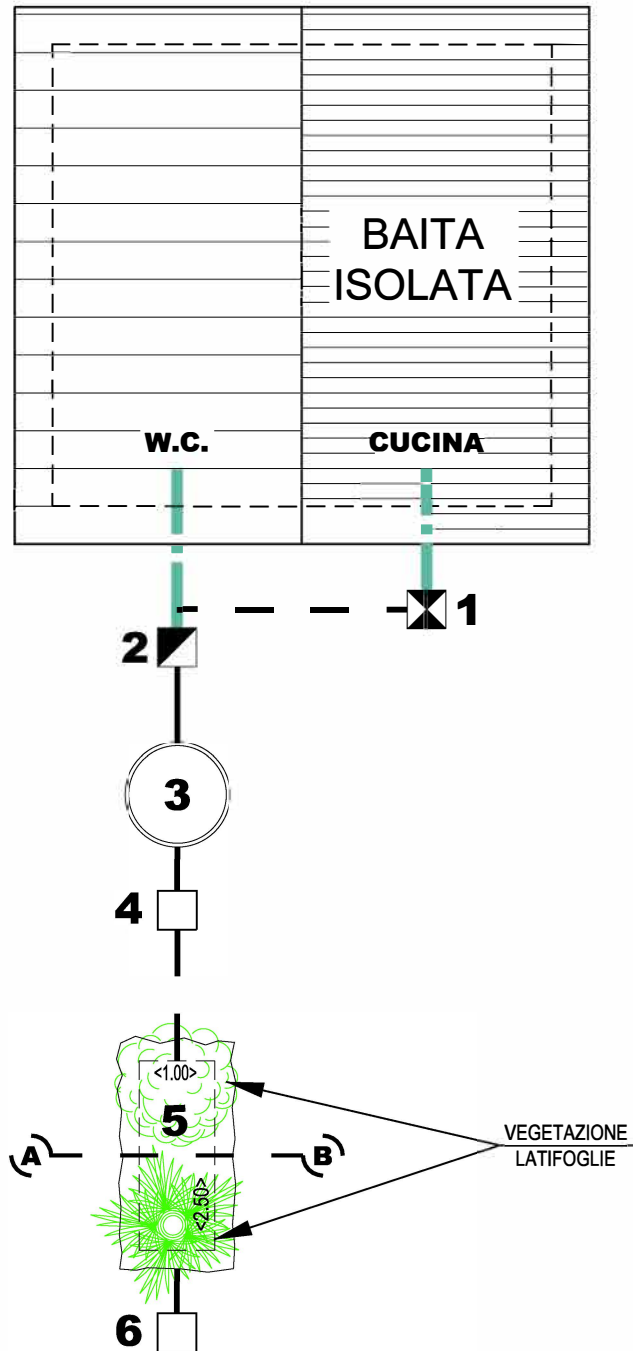 BAITA
ISOLATA
W.C.
CUCINA
1
2
3
4
<1.00>
5
A
B
VEGETAZIONE
LATIFOGLIE
<2.50>
6